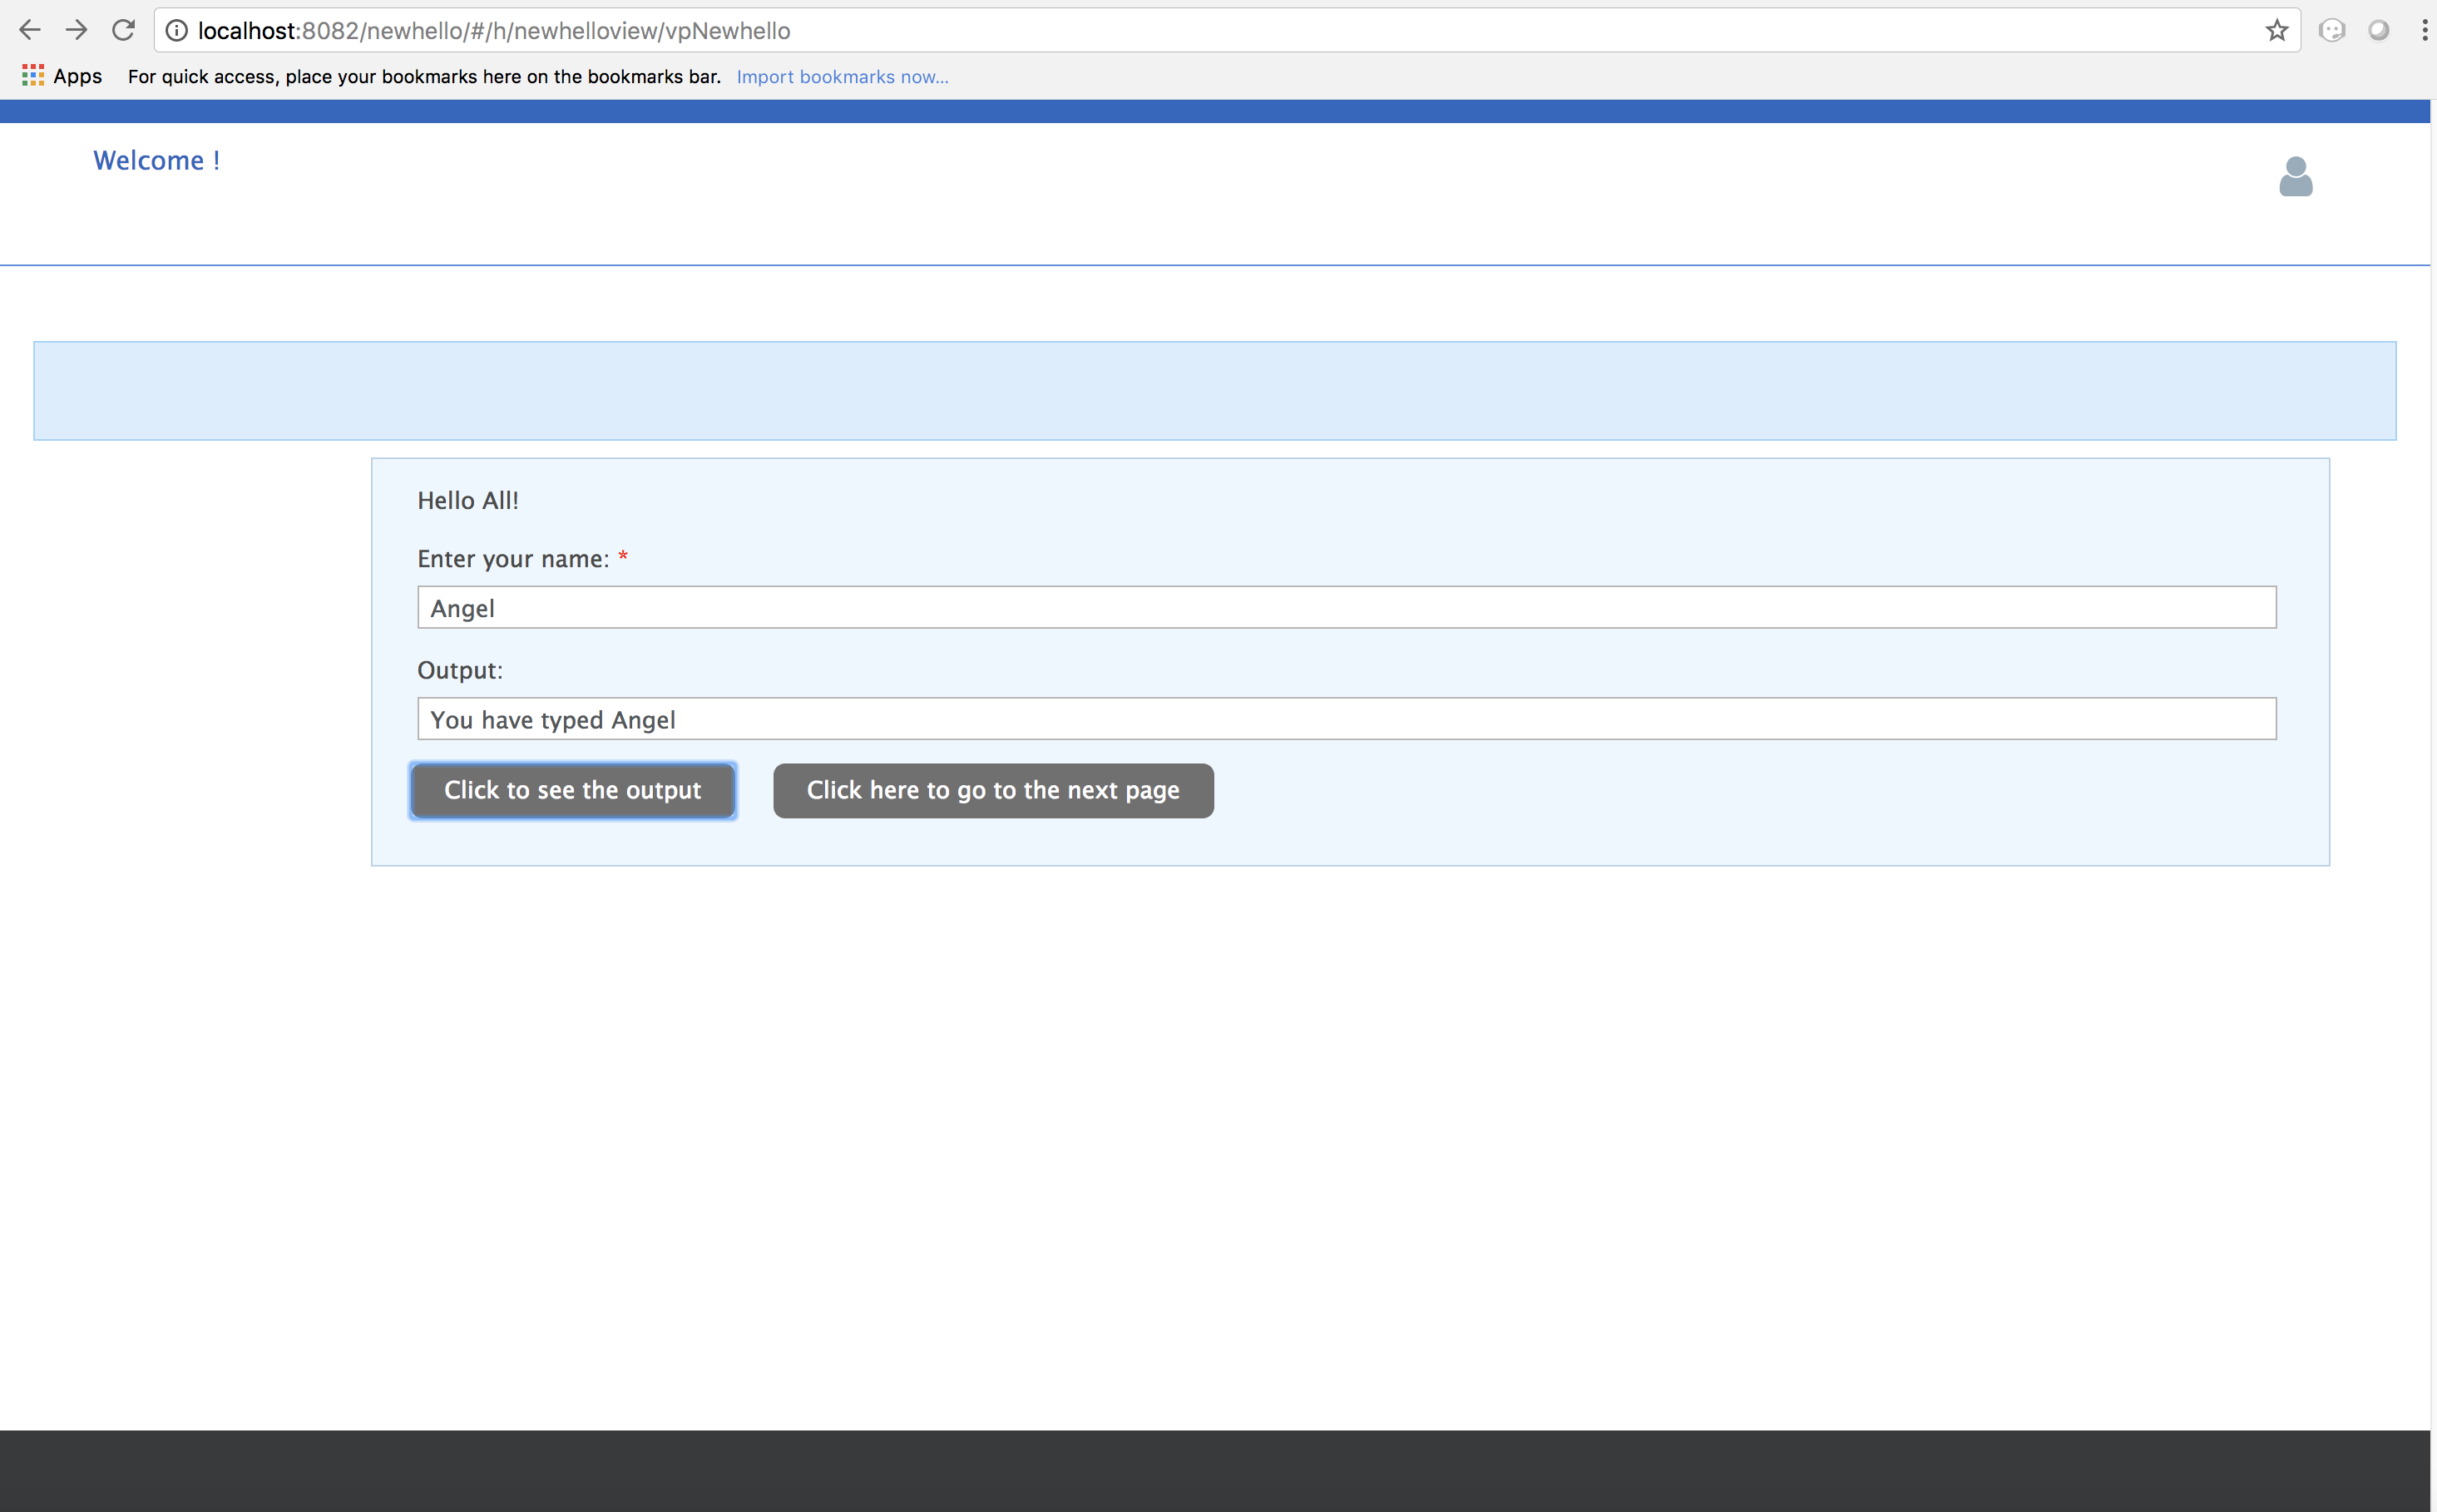 localhost:8082/newhello/#/h/newhelloview/vpNewhello
Apps For quick access, place your bookmarks here on the bookmarks bar. Import bookmarks now...
Welcome !
Hello All!
Enter your name: *
Angel
Output:
You have typed Angel
Click to see the output Click here to go to the next page